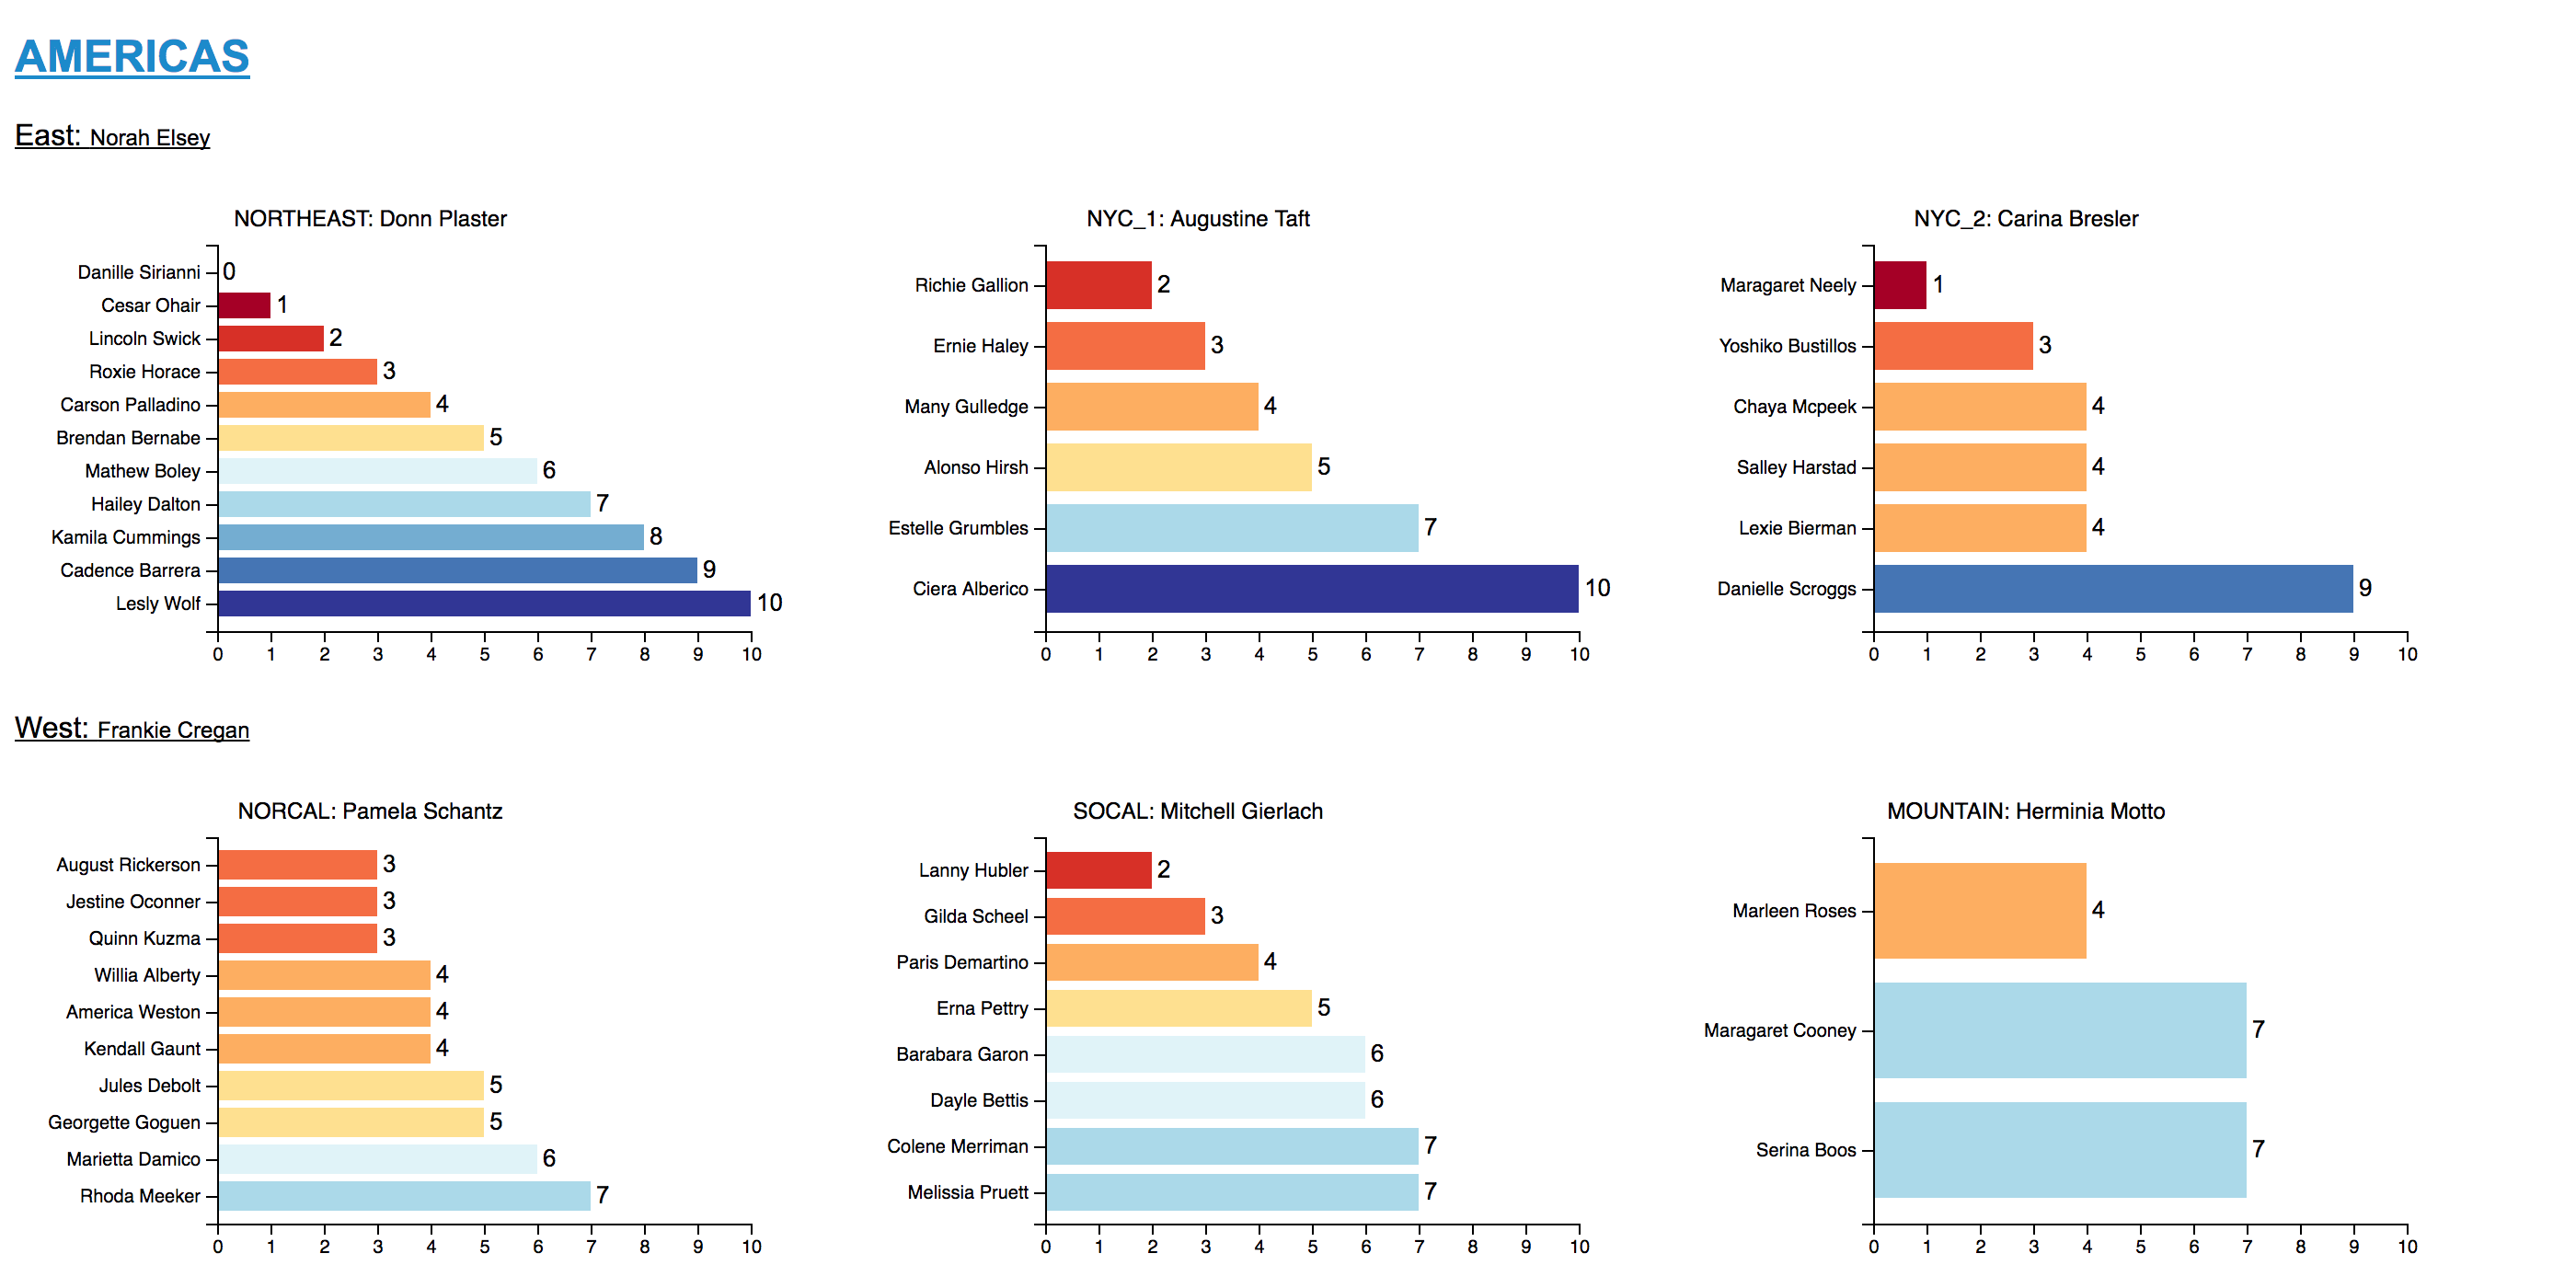 AMERICAS
East: Norah Elsey
NORTHEAST: Donn Plaster
Danille Sirianni 0
Cesar Ohair 1
Lincoln Swick 2
Roxie Horace 3
Carson Palladino 4
Brendan Bernabe 5
Mathew Boley 6
Hailey Dalton 7
Kamila Cummings 8
Cadence Barrera 9
Lesly Wolf 10
0 1 2 3 4 5 6 7 8 9 10
NYC_1: Augustine Taft
Richie Gallion 2
Ernie Haley 3
Many Gulledge 4
Alonso Hirsh 5
Estelle Grumbles 7
Ciera Alberico 10
0 1 2 3 4 5 6 7 8 9 10
NYC_2: Carina Bresler
Maragaret Neely 1
Yoshiko Bustillos 3
Chaya Mcpeek 4
Salley Harstad 4
Lexie Bierman 4
Danielle Scroggs 9
0 1 2 3 4 5 6 7 8 9 10
West: Frankie Cregan
NORCAL: Pamela Schantz
August Rickerson 3
Jestine Oconner 3
Quinn Kuzma 3
Willia Alberty 4
America Weston 4
Kendall Gaunt 4
Jules Debolt 5
Georgette Goguen 5
Marietta Damico 6
Rhoda Meeker 7
0 1 2 3 4 5 6 7 8 9 10
SOCAL: Mitchell Gierlach
Lanny Hubler 2
Gilda Scheel 3
Paris Demartino 4
Erna Pettry 5
Barabara Garon 6
Dayle Bettis 6
Colene Merriman 7
Melissia Pruett 7
0 1 2 3 4 5 6 7 8 9 10
MOUNTAIN: Herminia Motto
Marleen Roses 4
Maragaret Cooney 7
Serina Boos 7
0 1 2 3 4 5 6 7 8 9 10